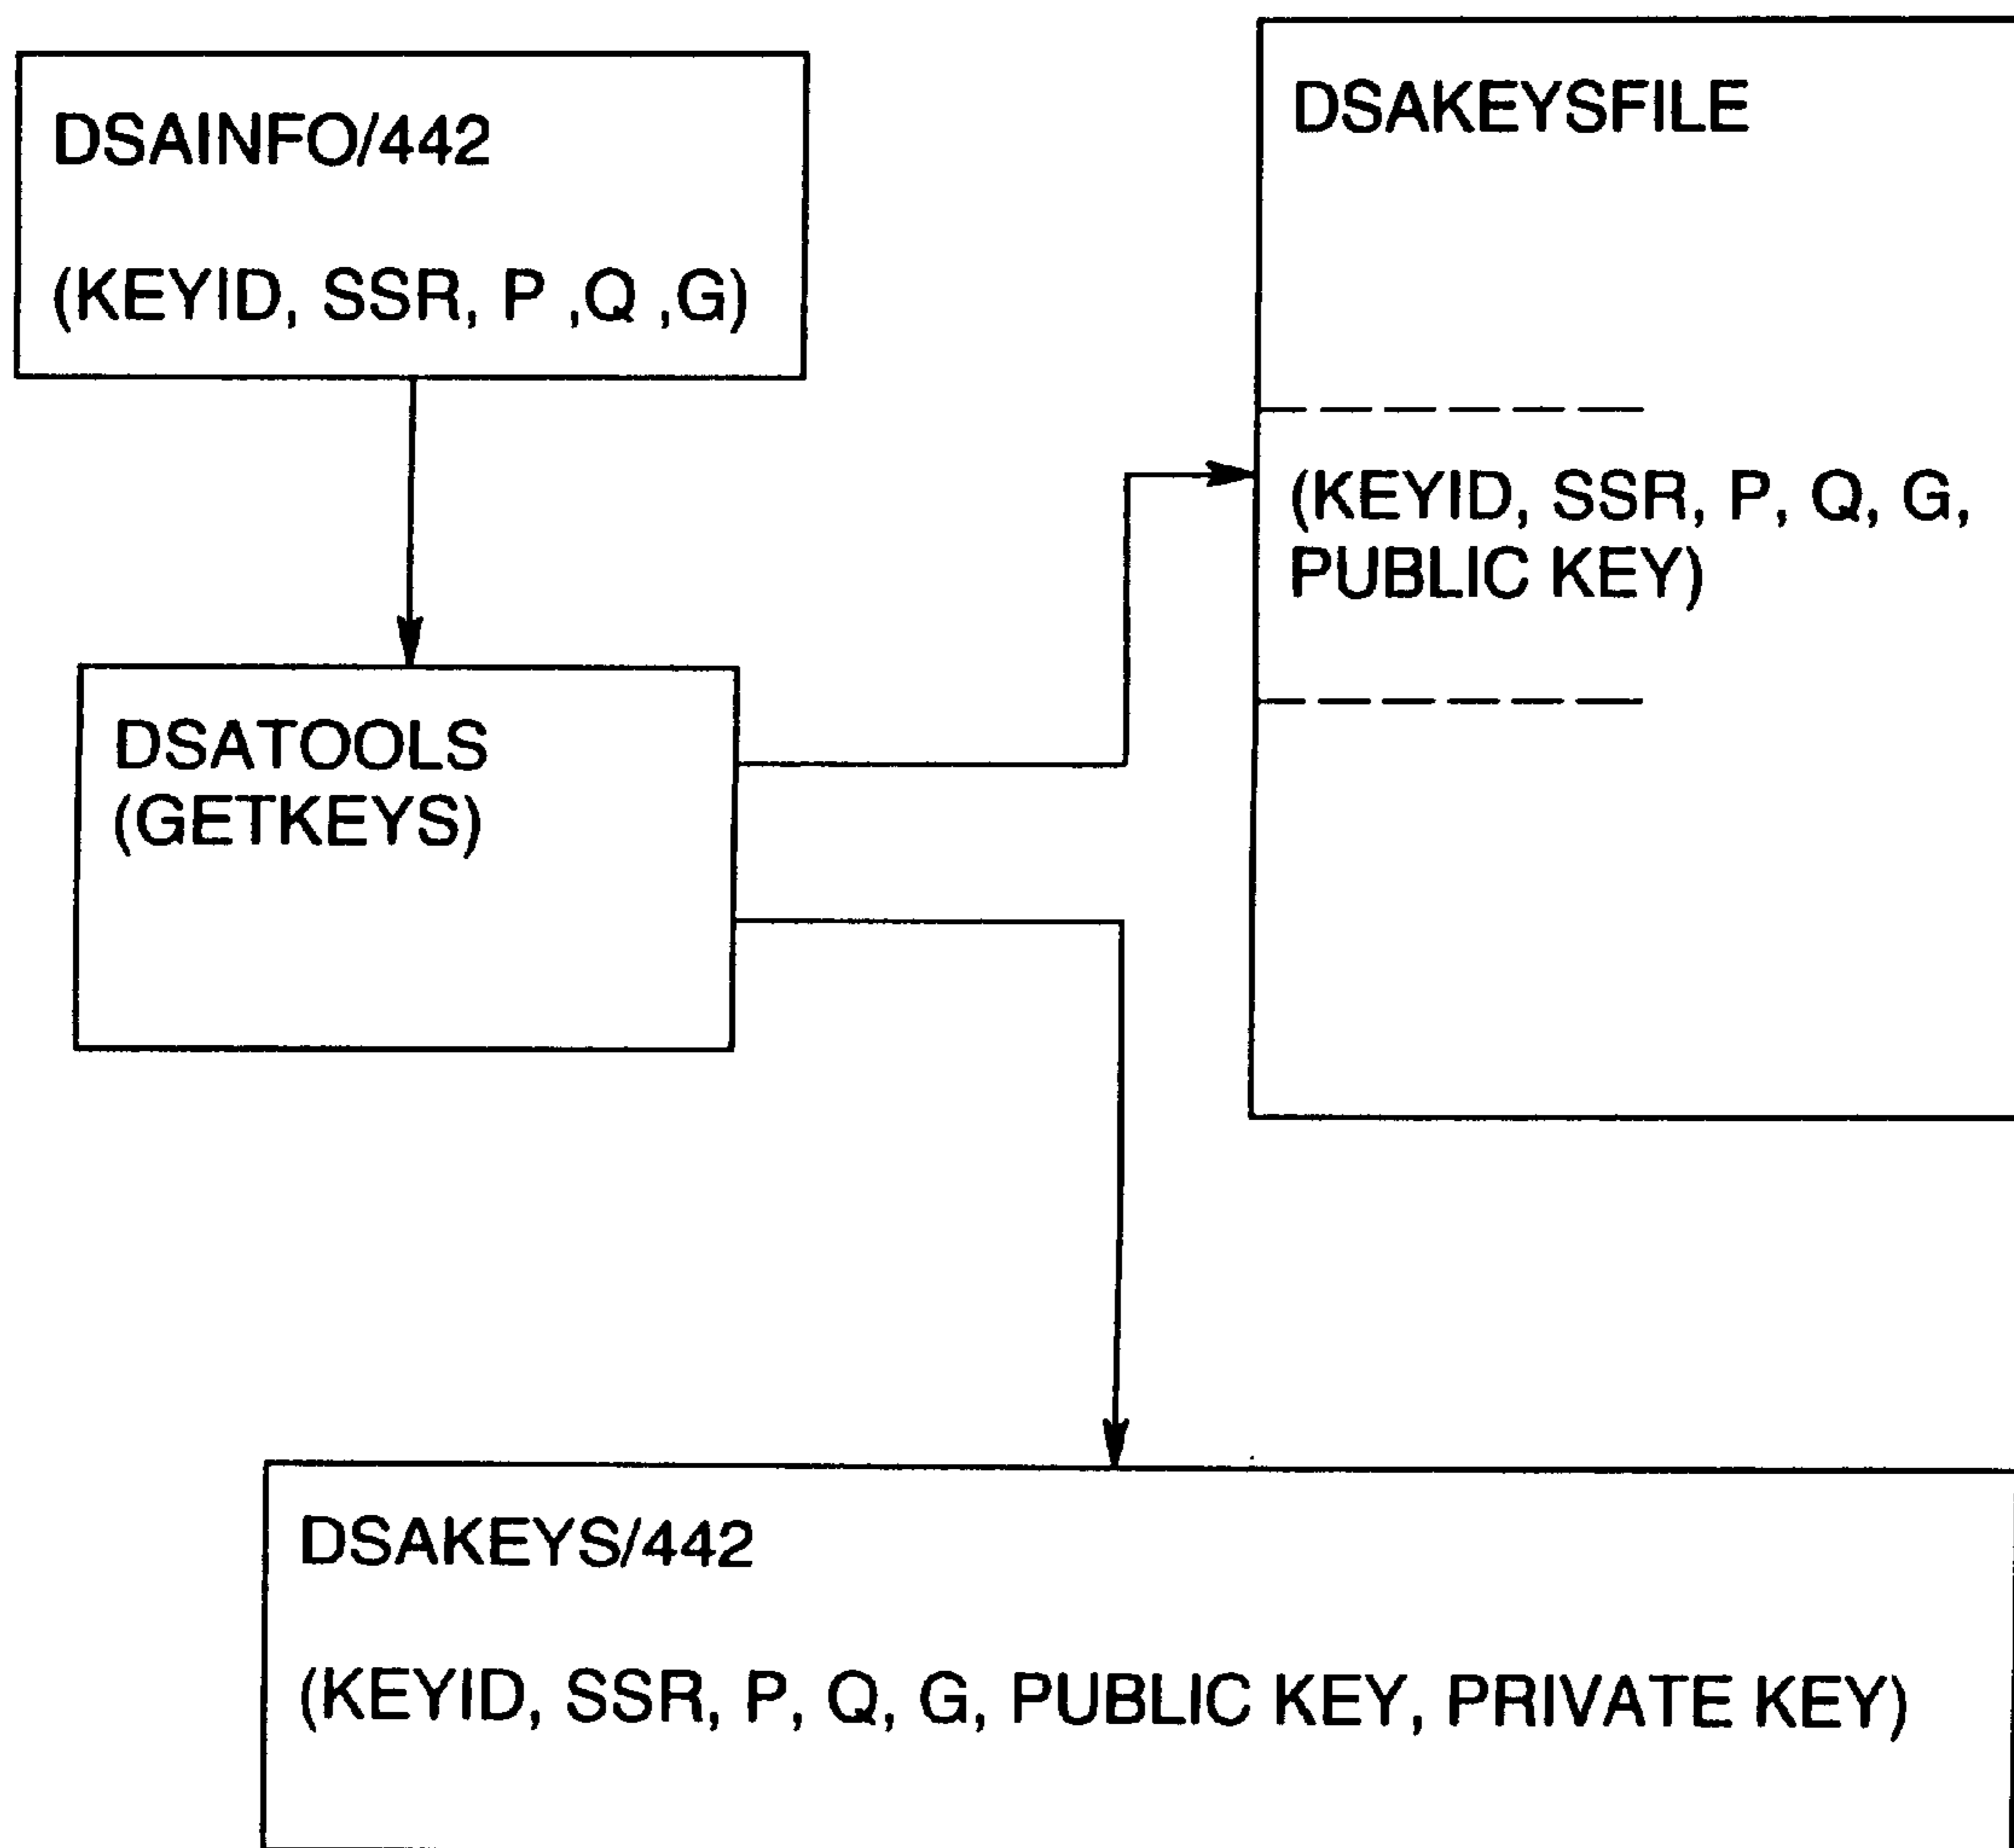 DSAINFO/442
(KEYID, SSR, P ,Q ,G)
DSAKEYSFILE
(KEYID, SSR, P, Q, G,
PUBLIC KEY)
DSATOOLS
(GETKEYS)
DSAKEYS/442
(KEYID, SSR, P, Q, G, PUBLIC KEY, PRIVATE KEY)